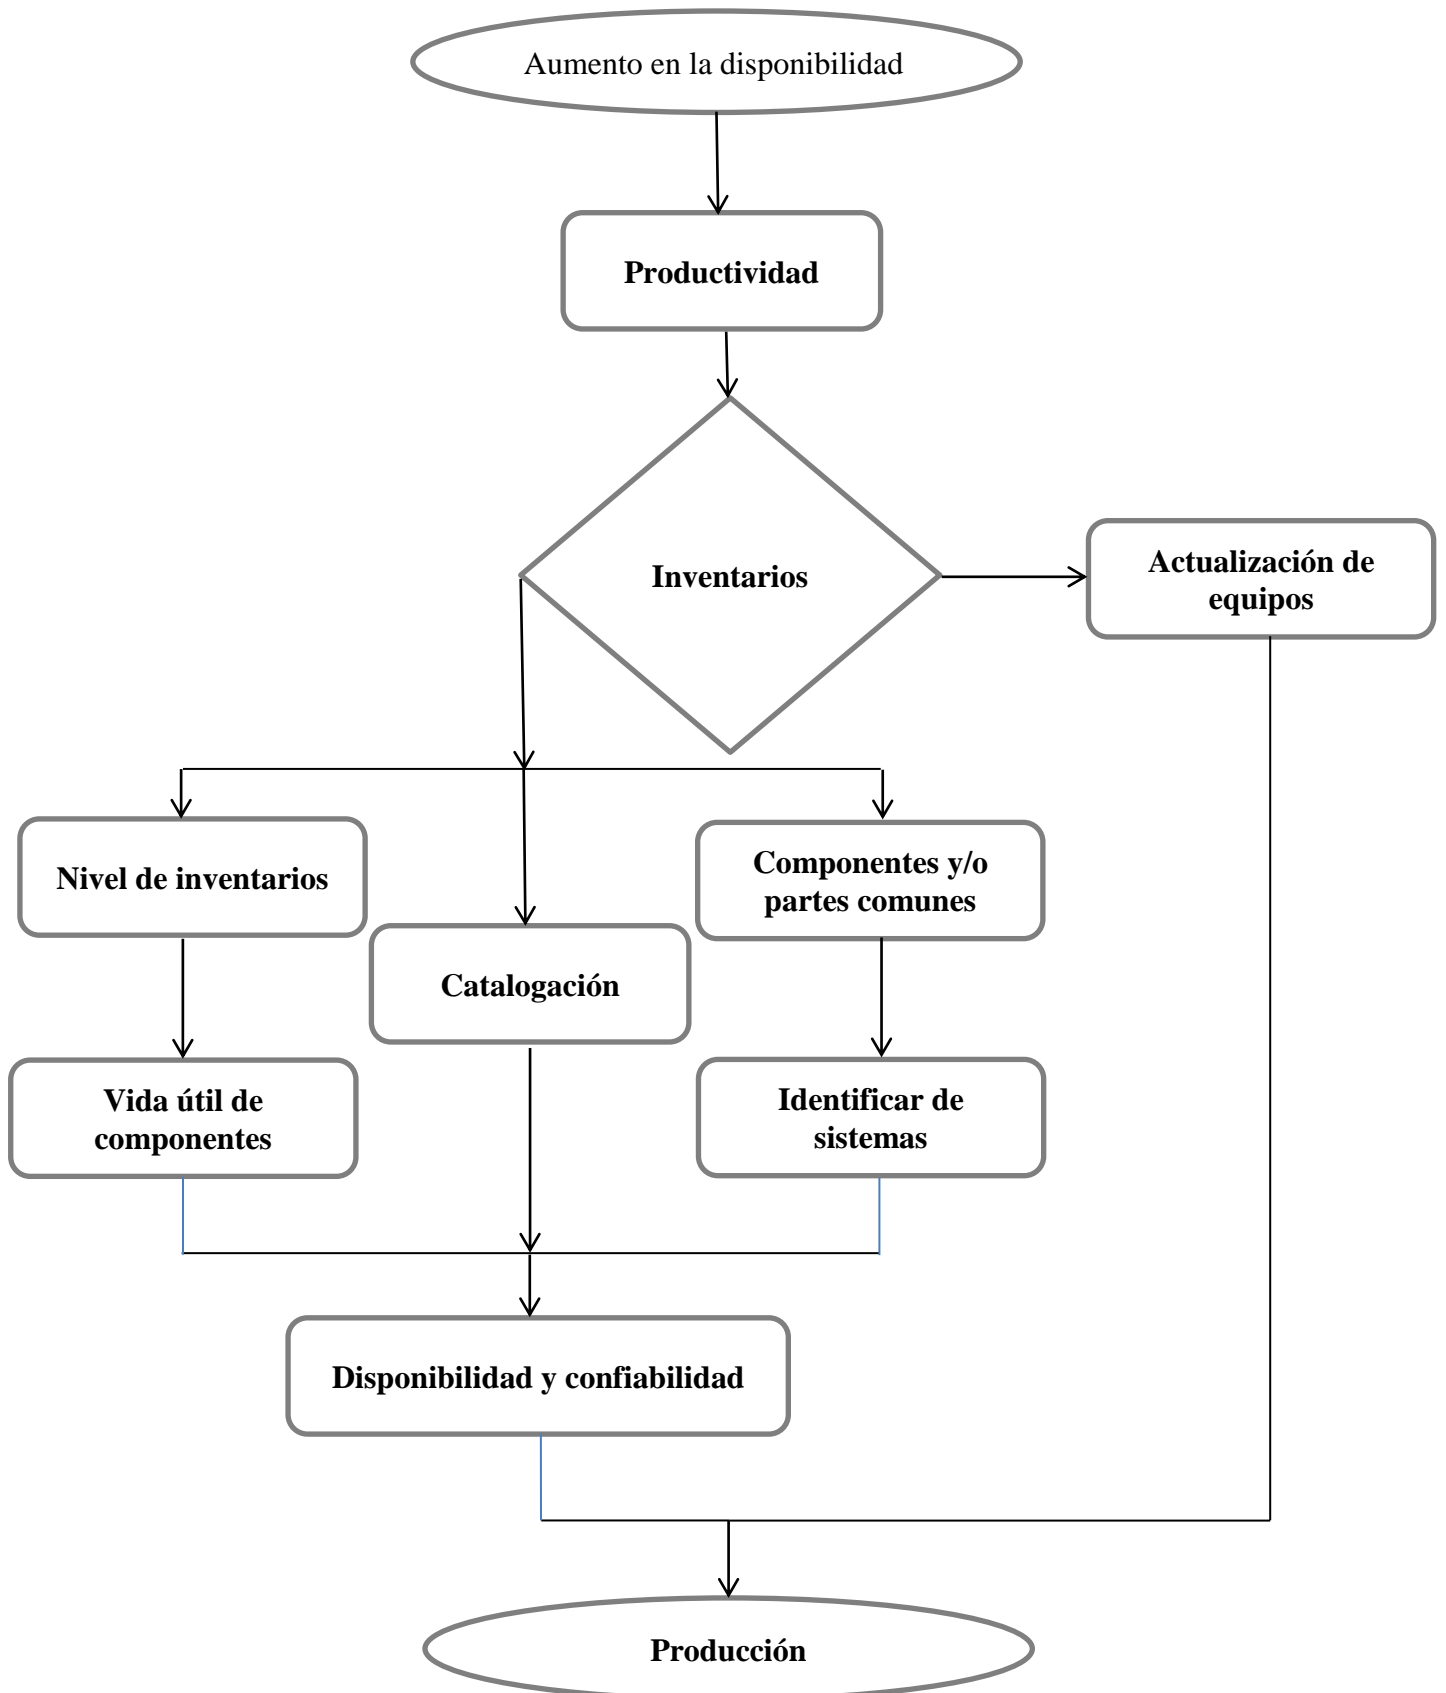 Aumento en la disponibilidad
Productividad
Inventarios
Actualización de
equipos
Nivel de inventarios
Componentes y/o
partes comunes
Catalogación
Vida útil de
componentes
Identificar de
sistemas
Disponibilidad y confiabilidad
Producción